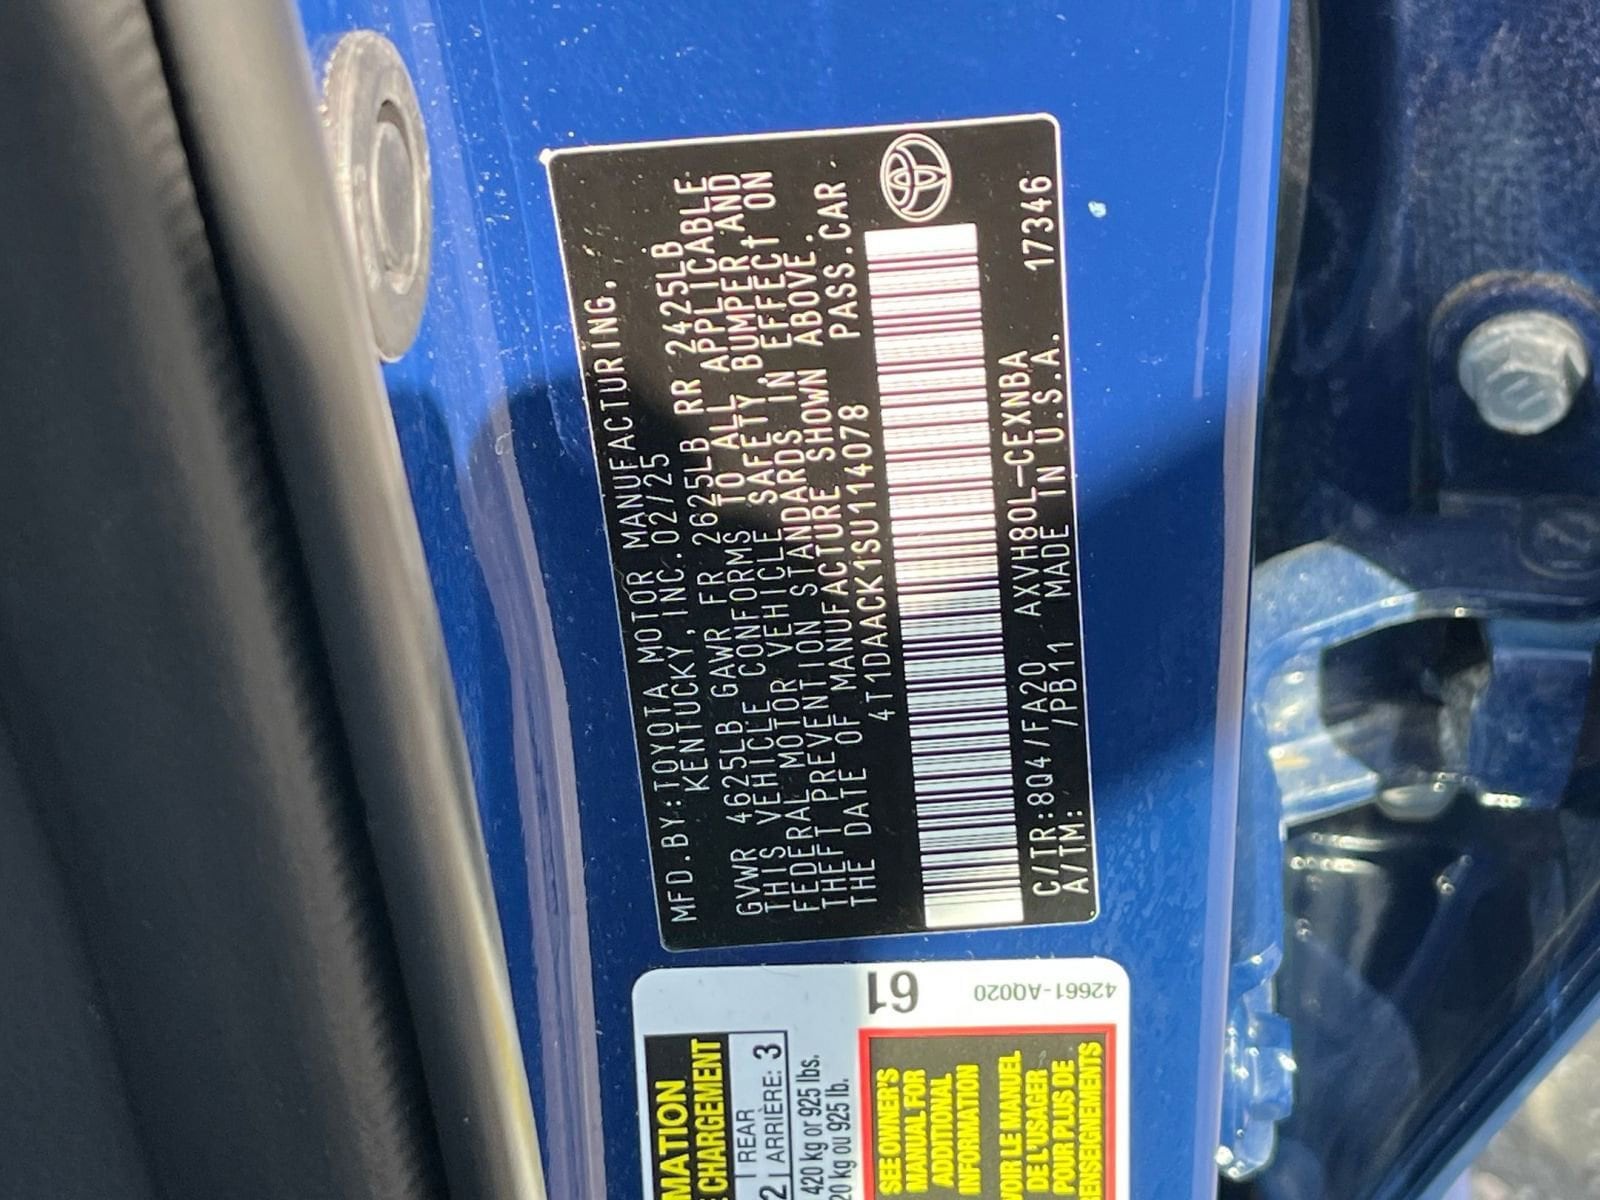 MFD.BY:TOYOTA MOTOR MANUFACTURING,
KENTUCKY,INC.02/25
GVWR 4625LB GAWR FR 2625LB RR 2425LB
THIS VEHICLE CONFORMS TO ALL APPLICABLE
FEDERAL MOTOR VEHICLE SAFETY, BUMPER, AND
THEFT PREVENTION STANDARDS IN EFFECT ON
THE DATE OF MANUFACTURE SHOWN ABOVE.
4T1DAACK1SU114078 PASS.CAR
C/TR:8Q4/FA20 AXVH80L-CEXNBA 17346
A/TM: /PB11 MADE IN U.S.A.
61
42661-AQ020
MATION
CHARGEMENT
2 REAR
ARRIÈRE: 3
420 kg or 925 lbs.
20 kg ou 925 lb.
SEE OWNER'S
MANUAL FOR
ADDITIONAL
INFORMATION
VOIR LE MANUEL
DE L'USAGER
POUR PLUS DE
RENSEIGNEMENTS